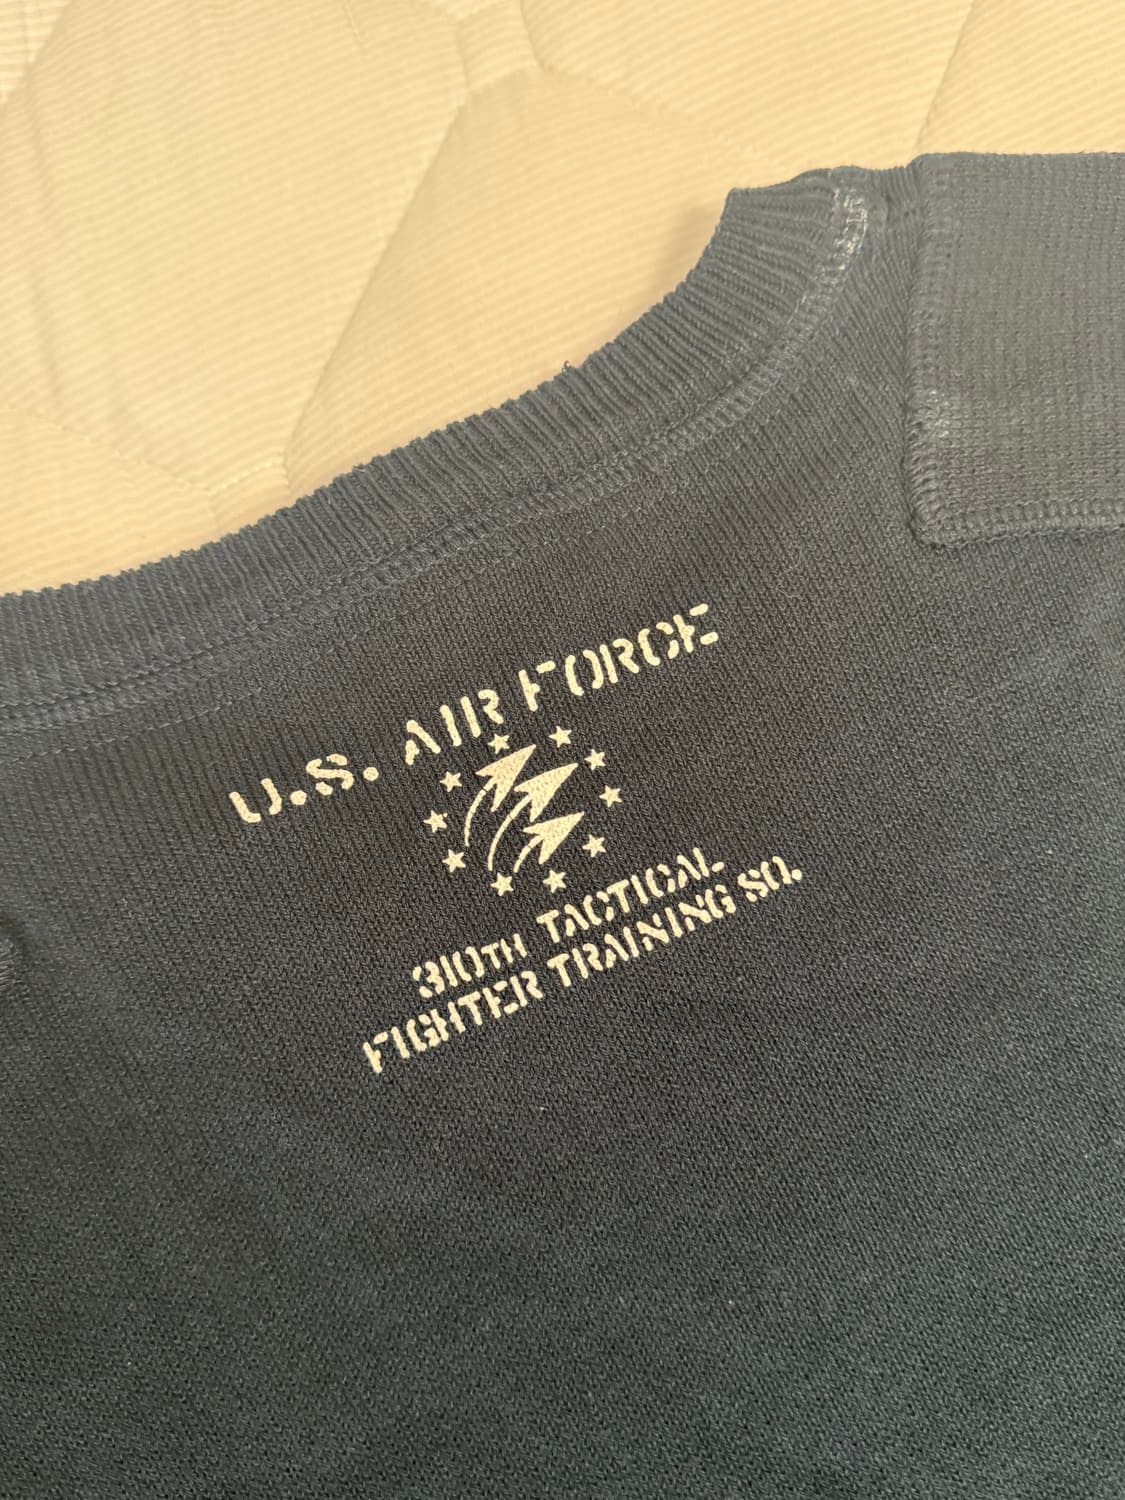 U.S. AIR FORCE
310TH TACTICAL
FIGHTER TRAINING SQ.